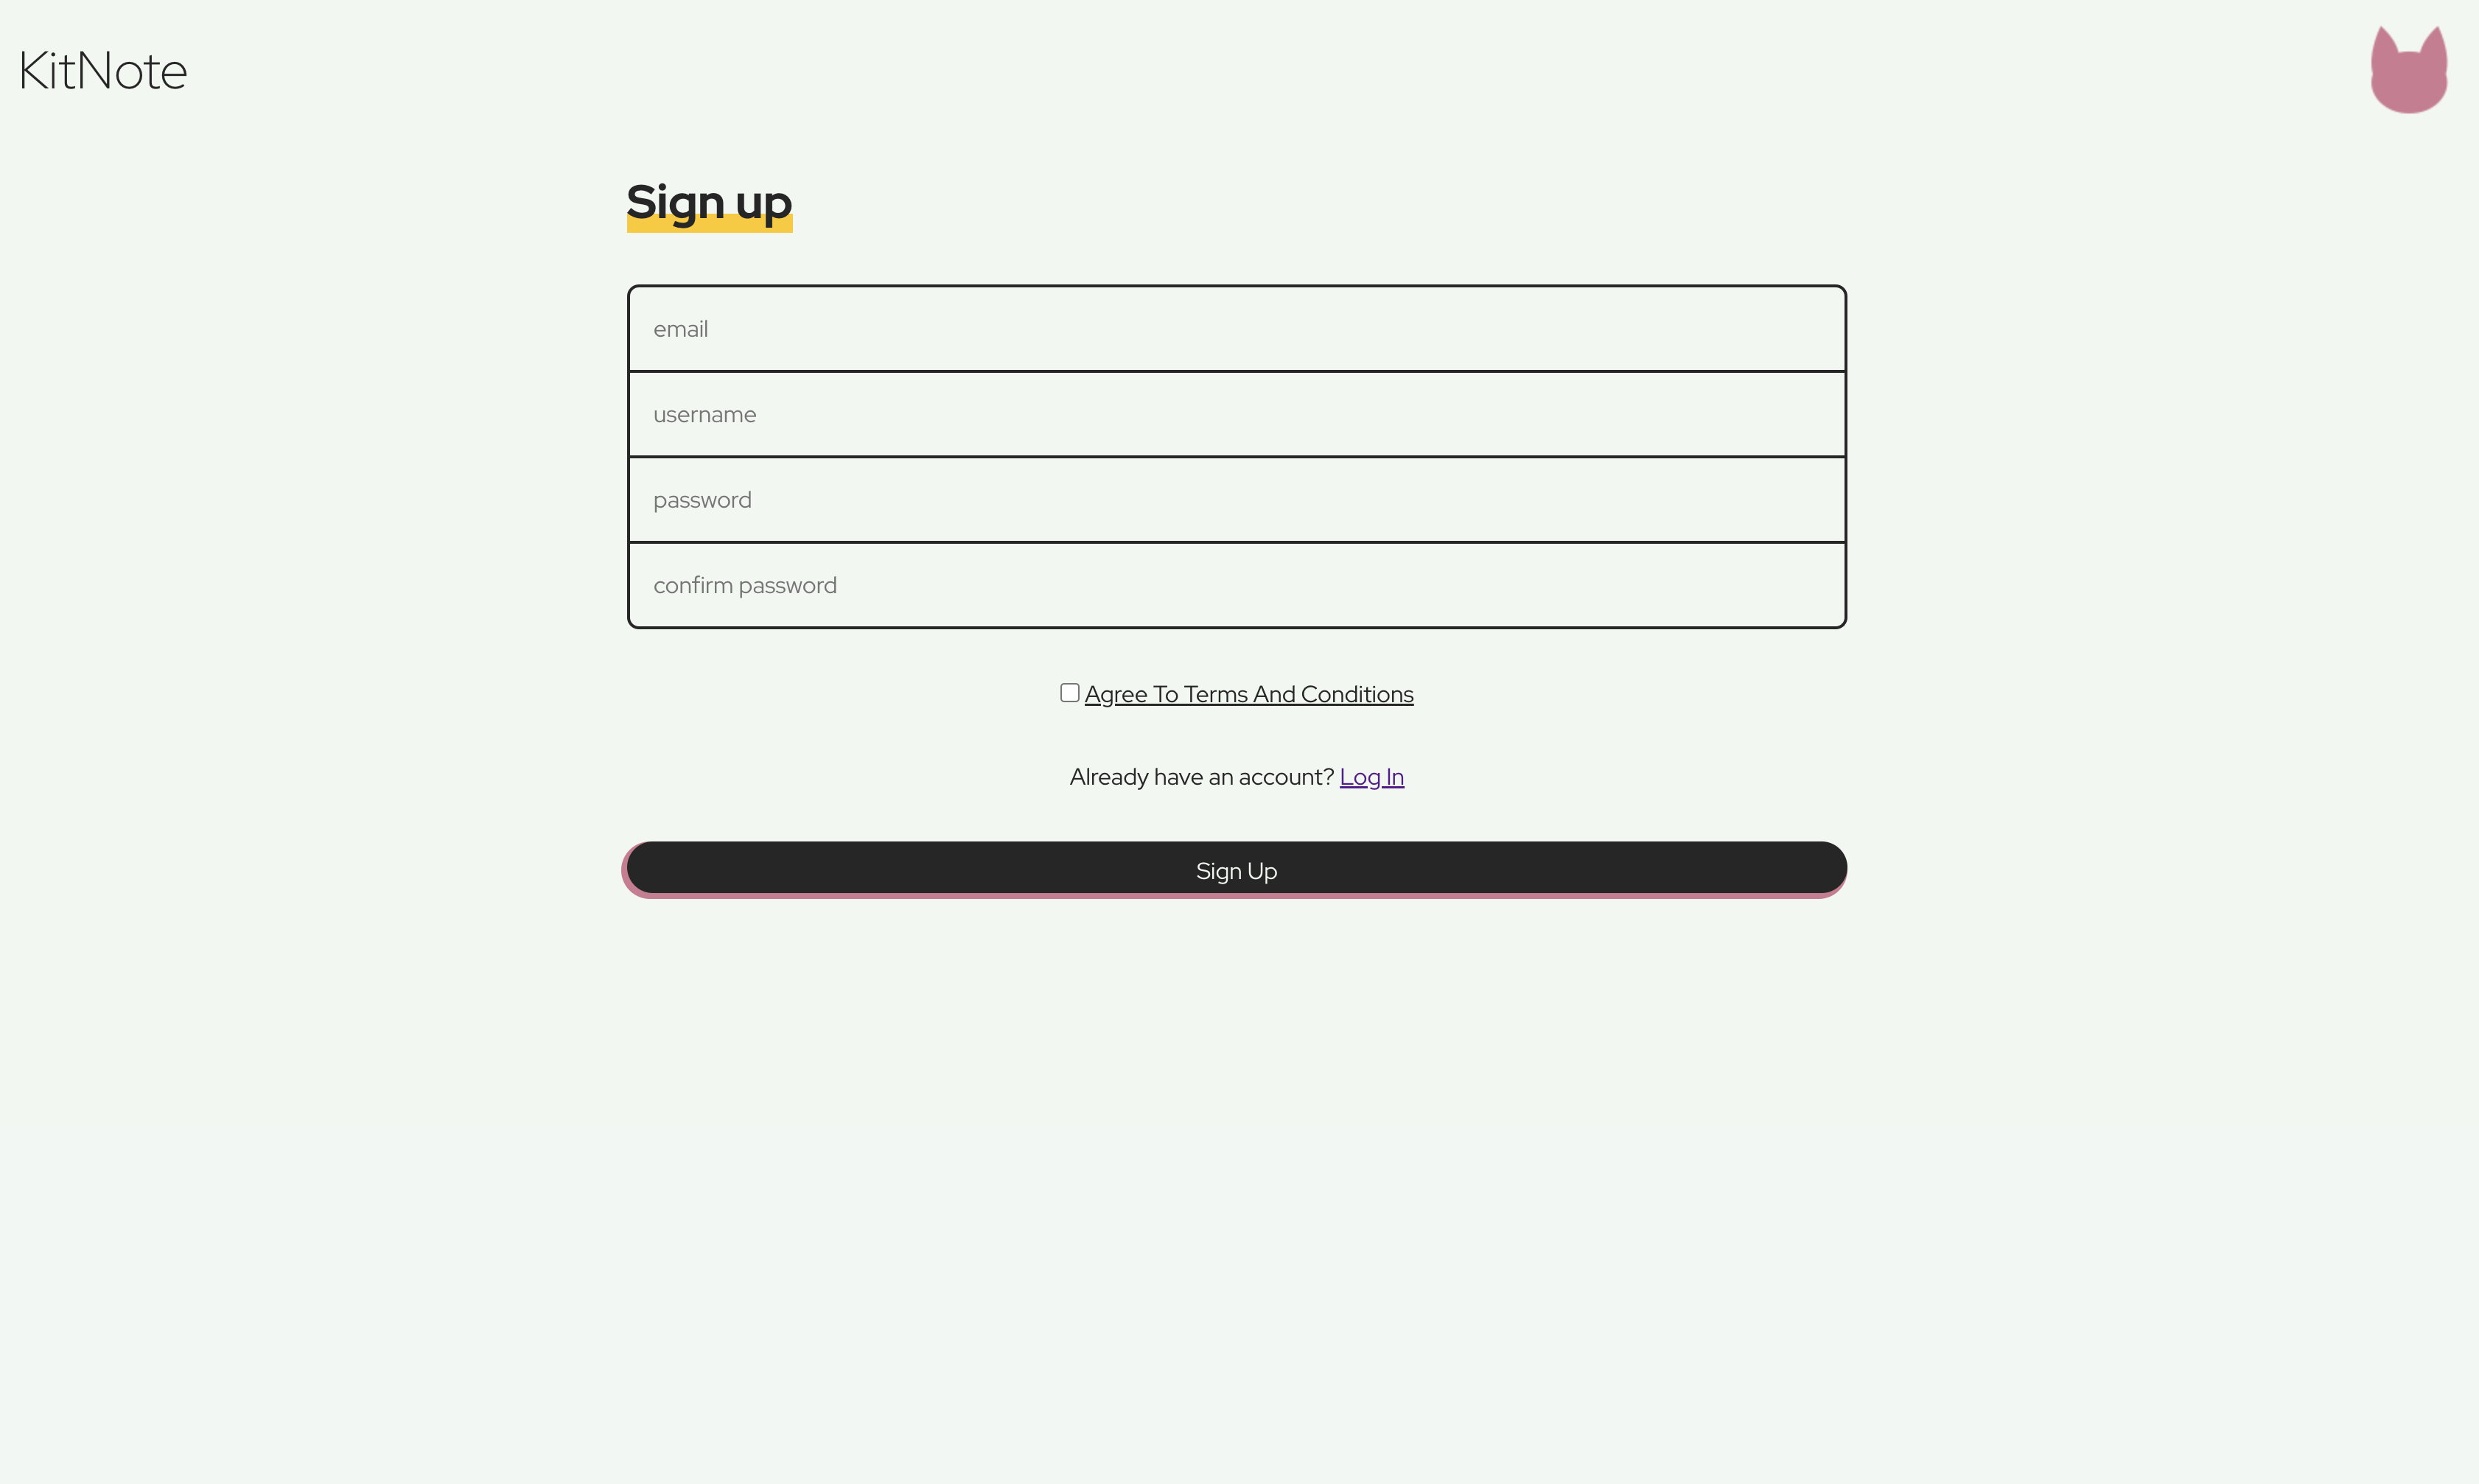 KitNote
Sign up
email
username
password
confirm password
Agree To Terms And Conditions
Already have an account? Log In
Sign Up